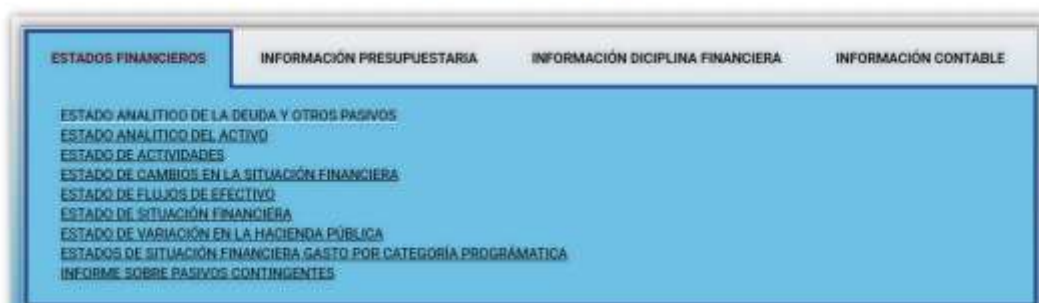 ESTADOS FINANCIEROS INFORMACIÓN PRESUPUESTARIA INFORMACIÓN DICIPLINA FINANCIERA INFORMACIÓN CONTABLE
ESTADO ANALITICO DE LA DEUDA Y OTROS PASIVOS
ESTADO ANALITICO DEL ACTIVO
ESTADO DE ACTIVIDADES
ESTADO DE CAMBIOS EN LA SITUACIÓN FINANCIERA
ESTADO DE FLUJOS DE EFECTIVO
ESTADO DE SITUACIÓN FINANCIERA
ESTADO DE VARIACIÓN EN LA HACIENDA PÚBLICA
ESTADOS DE SITUACIÓN FINANCIERA GASTO POR CATEGORÍA PROGRÁMATICA
INFORME SOBRE PASIVOS CONTINGENTES